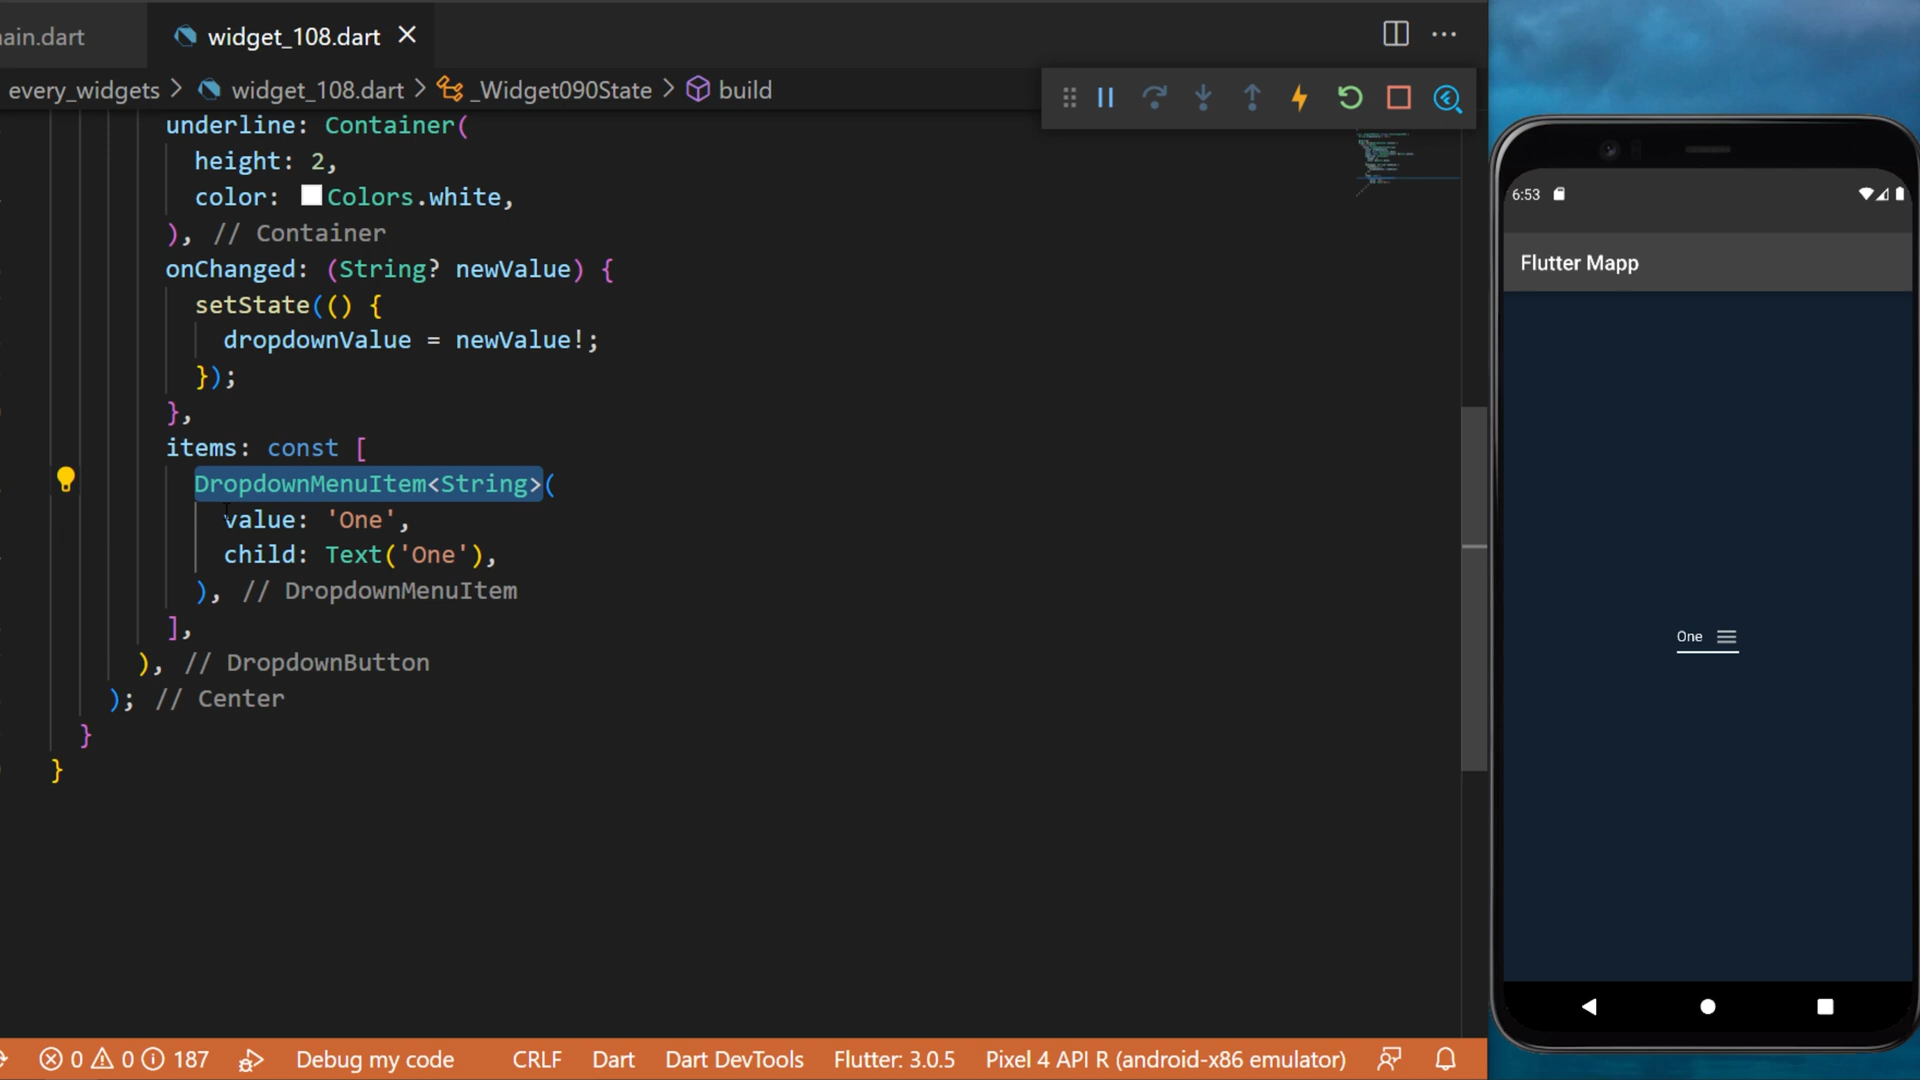 main.dart
widget_108.dart
every_widgets > widget_108.dart > _Widget090State > build
underline: Container(
height: 2,
color: Colors.white,
), // Container
onChanged: (String? newValue) {
setState(() {
dropdownValue = newValue!;
});
},
items: const [
DropdownMenuItem<String>(
value: 'One',
child: Text('One'),
), // DropdownMenuItem
],
), // DropdownButton
); // Center
}
}
6:53
Flutter Mapp
One
0 0 187 Debug my code CRLF Dart Dart DevTools Flutter: 3.0.5 Pixel 4 API R (android-x86 emulator)